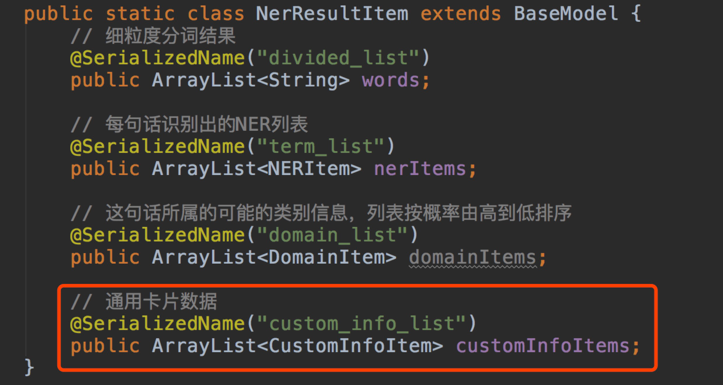 public static class NerResultItem extends BaseModel {
// 细粒度分词结果
@SerializedName("divided_list")
public ArrayList<String> words;
// 每句话识别出的NER列表
@SerializedName("term_list")
public ArrayList<NERItem> nerItems;
// 这句话所属的可能的类别信息，列表按概率由高到低排序
@SerializedName("domain_list")
public ArrayList<DomainItem> domainItems;
// 通用卡片数据
@SerializedName("custom_info_list")
public ArrayList<CustomInfoItem> customInfoItems;
}